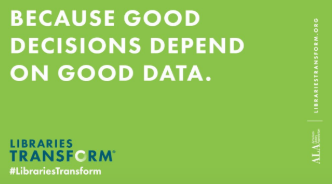 BECAUSE GOOD
DECISIONS DEPEND
ON GOOD DATA.
LIBRARIES
TRANSFORM®
#LibrariesTransform
LIBRARIESTRANSFORM.ORG
ALA